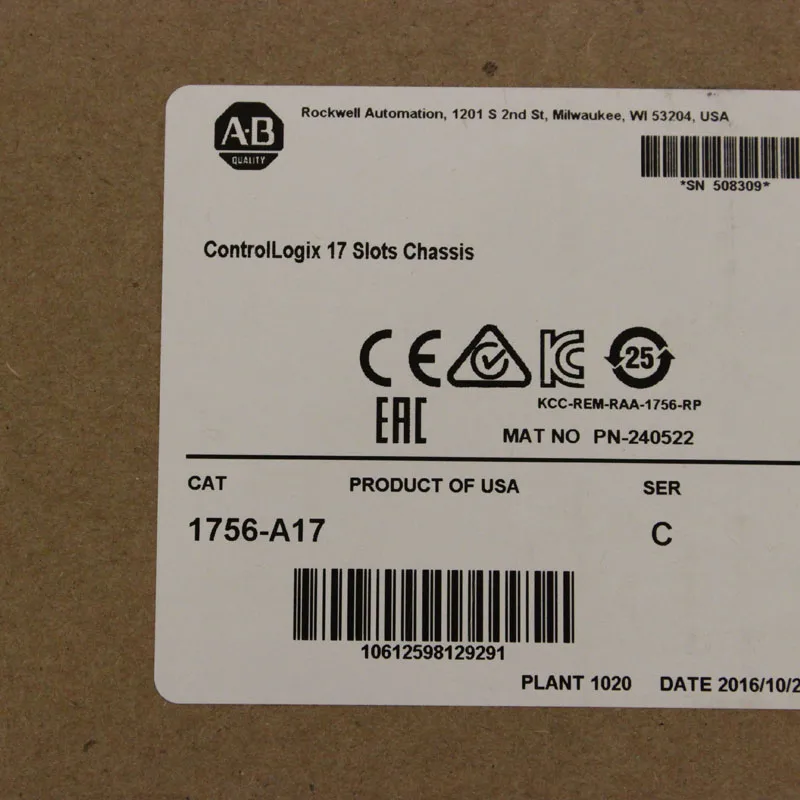 A·B
QUALITY
Rockwell Automation, 1201 S 2nd St, Milwaukee, WI 53204, USA
*SN 508309*
ControlLogix 17 Slots Chassis
CE
KC
25
KCC-REM-RAA-1756-RP
EAC
MAT NO PN-240522
CAT PRODUCT OF USA SER
1756-A17 C
10612598129291
PLANT 1020 DATE 2016/10/2